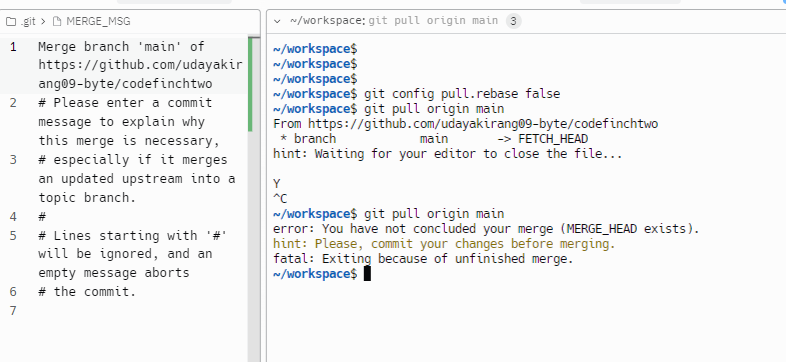 .git > MERGE_MSG
1 Merge branch 'main' of
https://github.com/udayakir
ang09-byte/codefinchtwo
2 # Please enter a commit
message to explain why
this merge is necessary,
3 # especially if it merges
an updated upstream into a
topic branch.
4 #
5 # Lines starting with '#'
will be ignored, and an
empty message aborts
6 # the commit.
7
~/workspace: git pull origin main 3
~/workspace$
~/workspace$
~/workspace$
~/workspace$ git config pull.rebase false
~/workspace$ git pull origin main
From https://github.com/udayakirang09-byte/codefinchtwo
* branch main -> FETCH_HEAD
hint: Waiting for your editor to close the file...
Y
^C
~/workspace$ git pull origin main
error: You have not concluded your merge (MERGE_HEAD exists).
hint: Please, commit your changes before merging.
fatal: Exiting because of unfinished merge.
~/workspace$